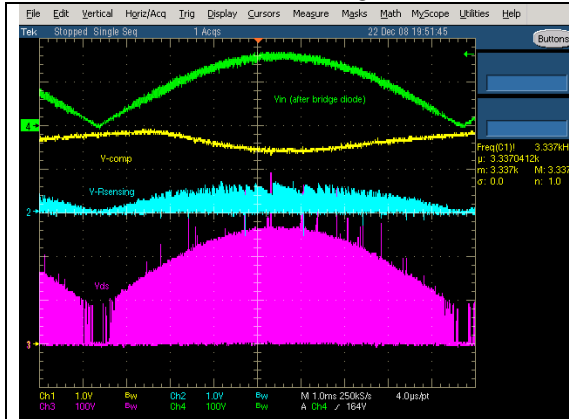 File Edit Vertical Horiz/Acq Trig Display Cursors Measure Masks Math MyScope Utilities Help
Tek Stopped Single Seq 1 Acqs 22 Dec 08 19:51:45 Buttons
Vin (after bridge diode)
4
V-comp
Freq(C1)! 3.337kH
µ: 3.3370412k
m: 3.337k M: 3.337
σ: 0.0 n: 1.0
V-Rsensing
2
Vds
3
Ch1 1.0V Bw Ch2 1.0V Bw M 1.0ms 250kS/s 4.0µs/pt
Ch3 100V Bw Ch4 100V Bw A Ch4 ∕ 164V